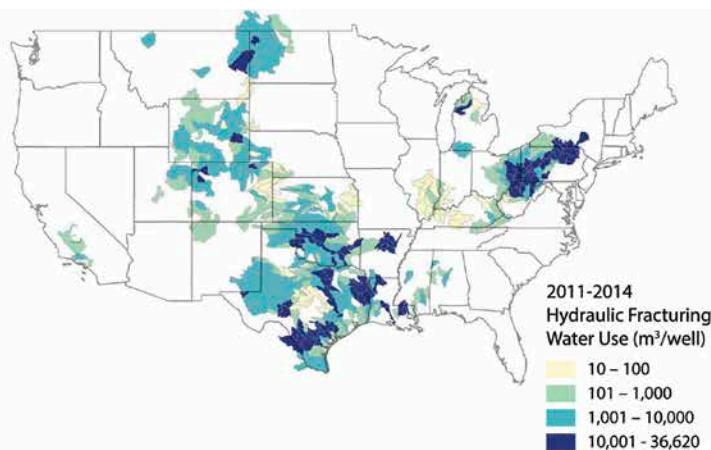 2011-2014
Hydraulic Fracturing
Water Use (m³/well)
10 – 100
101 – 1,000
1,001 – 10,000
10,001 - 36,620